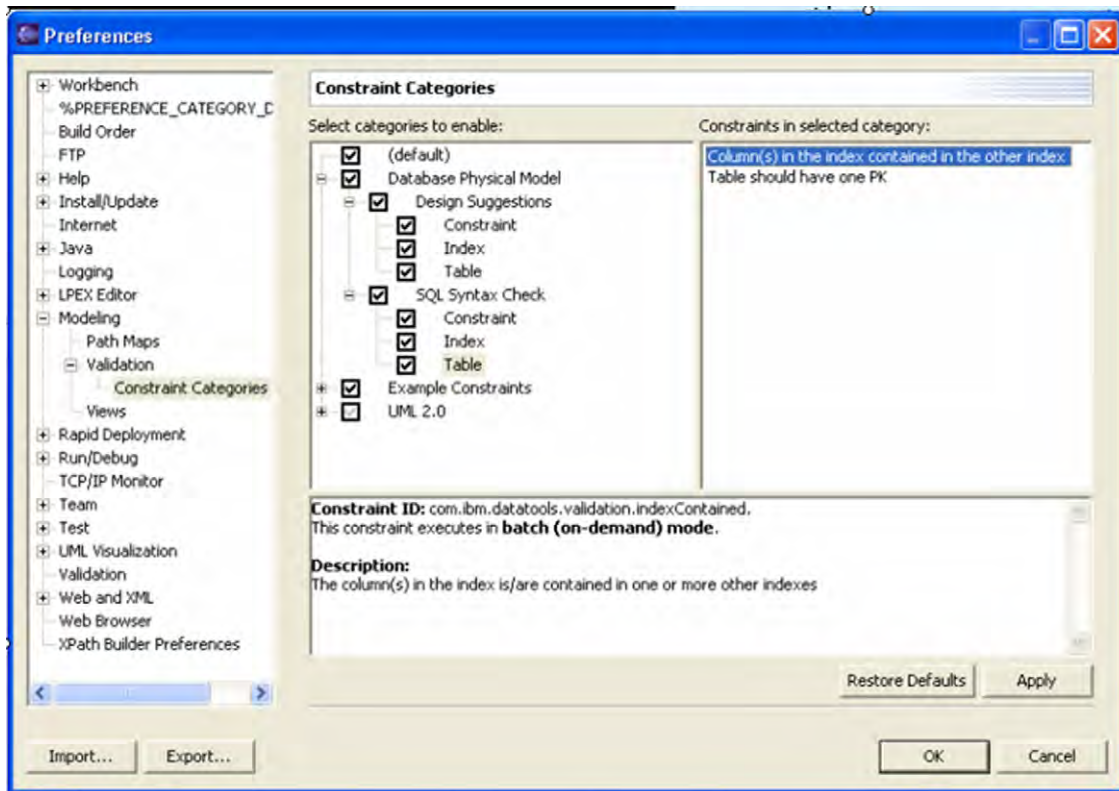 Preferences
Workbench
%PREFERENCE_CATEGORY_D
Build Order
FTP
Help
Install/Update
Internet
Java
Logging
LPEX Editor
Modeling
Path Maps
Validation
Constraint Categories
Views
Rapid Deployment
Run/Debug
TCP/IP Monitor
Team
Test
UML Visualization
Validation
Web and XML
Web Browser
XPath Builder Preferences
Constraint Categories
Select categories to enable:
(default)
Database Physical Model
Design Suggestions
Constraint
Index
Table
SQL Syntax Check
Constraint
Index
Table
Example Constraints
UML 2.0
Constraints in selected category:
Column(s) in the index contained in the other index
Table should have one PK
Constraint ID: com.ibm.datatools.validation.indexContained.
This constraint executes in batch (on-demand) mode.
Description:
The column(s) in the index is/are contained in one or more other indexes
Restore Defaults
Apply
Import...
Export...
OK
Cancel